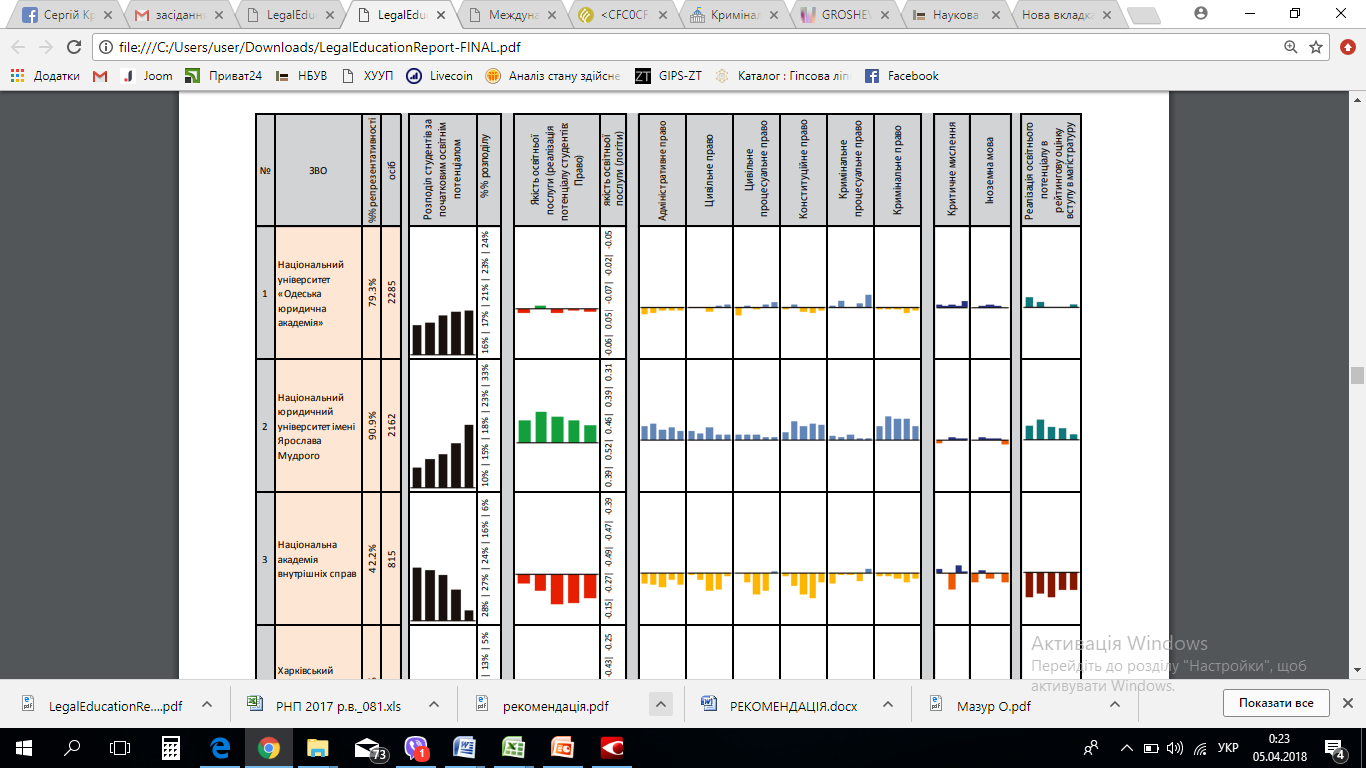 Сергій Кр
засідання
LegalEdu
LegalEdu
Междуна
<CFC0CF
Кримінал
GROSHEV
Наукова
Нова вкладка
file:///C:/Users/user/Downloads/LegalEducationReport-FINAL.pdf
Додатки
Joom
Приват24
НБУВ
ХУУП
Livecoin
Аналіз стану здійсне
GIPS-ZT
Каталог : Гіпсова ліп
Facebook
№
ЗВО
%% репрезентативності
осіб
Розподіл студентів за
початковим освітнім
потенціалом
%% розподілу
Якість освітньої
послуги (реалізація
потенціалу студентів:
Право)
якість освітньої
послуги (логіти)
Адміністративне право
Цивільне право
Цивільне
процесуальне право
Конституційне право
Кримінальне
процесуальне право
Кримінальне право
Критичне мислення
Іноземна мова
Реалізація освітнього
потенціалу в
рейтингову оцінку
вступу в магістратуру
1
Національний
університет
«Одеська
юридична
академія»
79.3%
2285
16% | 17% | 21% | 23% | 24%
-0.06| 0.05| -0.07| -0.02| -0.05
2
Національний
юридичний
університет імені
Ярослава
Мудрого
90.9%
2162
10% | 15% | 18% | 23% | 33%
0.39| 0.52| 0.46| 0.39| 0.31
3
Національна
академія
внутрішніх справ
42.2%
815
28% | 27% | 24% | 16% | 6%
-0.15| -0.27| -0.49| -0.47| -0.39
Харківський
| 13% | 5%
-0.43| -0.25
Активація Windows
Перейдіть до розділу "Настройки", щоб
активувати Windows.
LegalEducationRe....pdf
РНП 2017 р.в._081.xls
рекомендація.pdf
РЕКОМЕНДАЦІЯ.docx
Мазур О.pdf
Показати все
73
1
УКР
0:23
05.04.2018
4